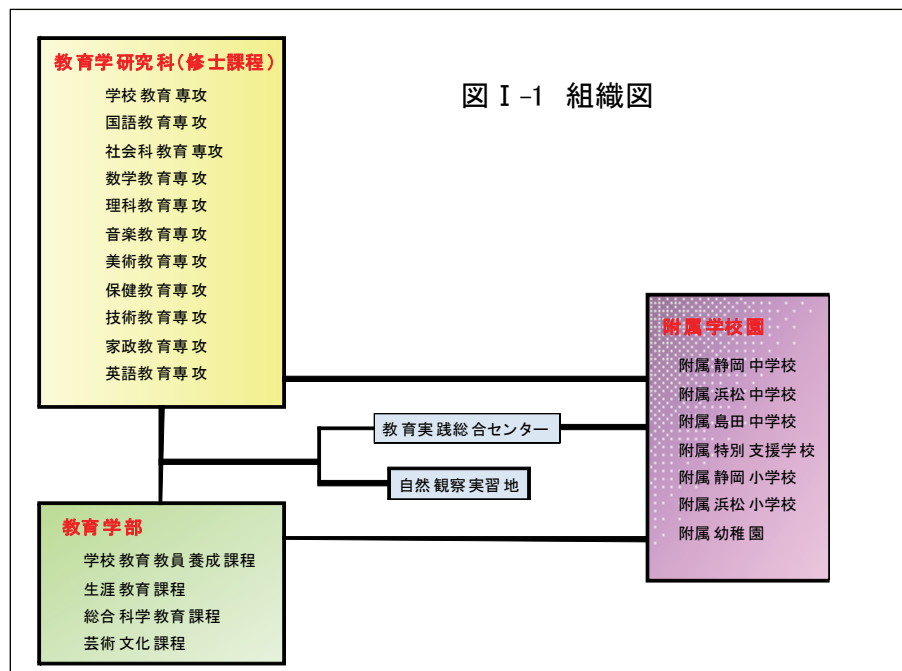 図Ⅰ-1 組織図
教育学研究科(修士課程)
学校教育専攻
国語教育専攻
社会科教育専攻
数学教育専攻
理科教育専攻
音楽教育専攻
美術教育専攻
保健教育専攻
技術教育専攻
家政教育専攻
英語教育専攻
教育実践総合センター
自然観察実習地
附属学校園
附属静岡中学校
附属浜松中学校
附属島田中学校
附属特別支援学校
附属静岡小学校
附属浜松小学校
附属幼稚園
教育学部
学校教育教員養成課程
生涯教育課程
総合科学教育課程
芸術文化課程